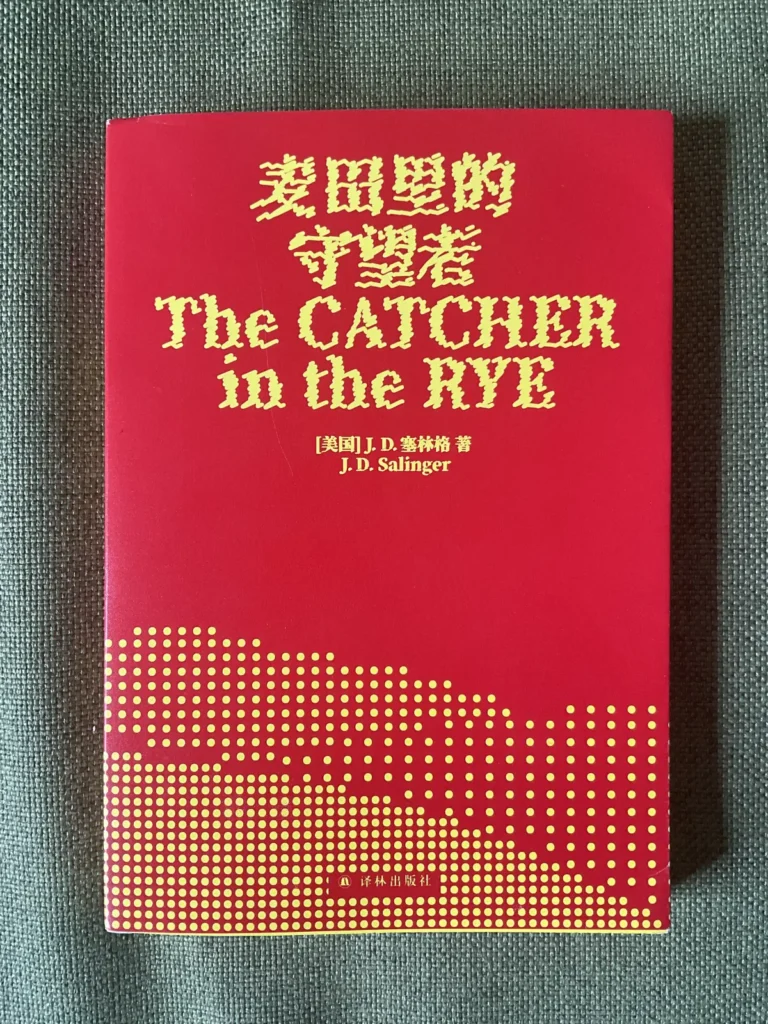 麦田里的
守望者
The CATCHER
in the RYE
[美国] J. D. 塞林格 著
J. D. Salinger
译林出版社